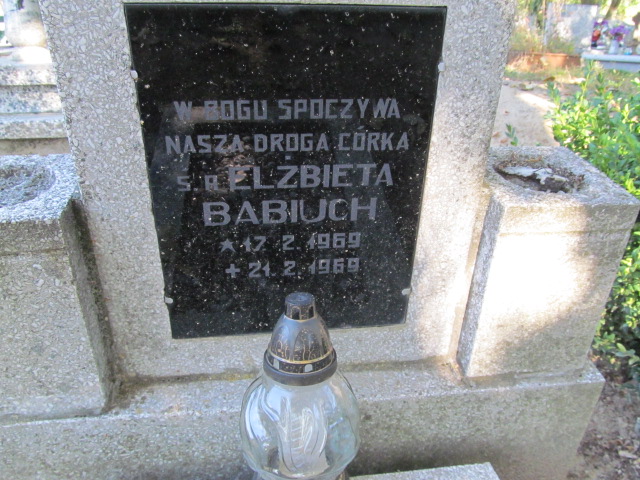 W BOGU SPOCZYWA
NASZA DROGA CÓRKA
Ś.P. ELŻBIETA
BABIUCH
★ 17 2. 1969
+ 21 2. 1969